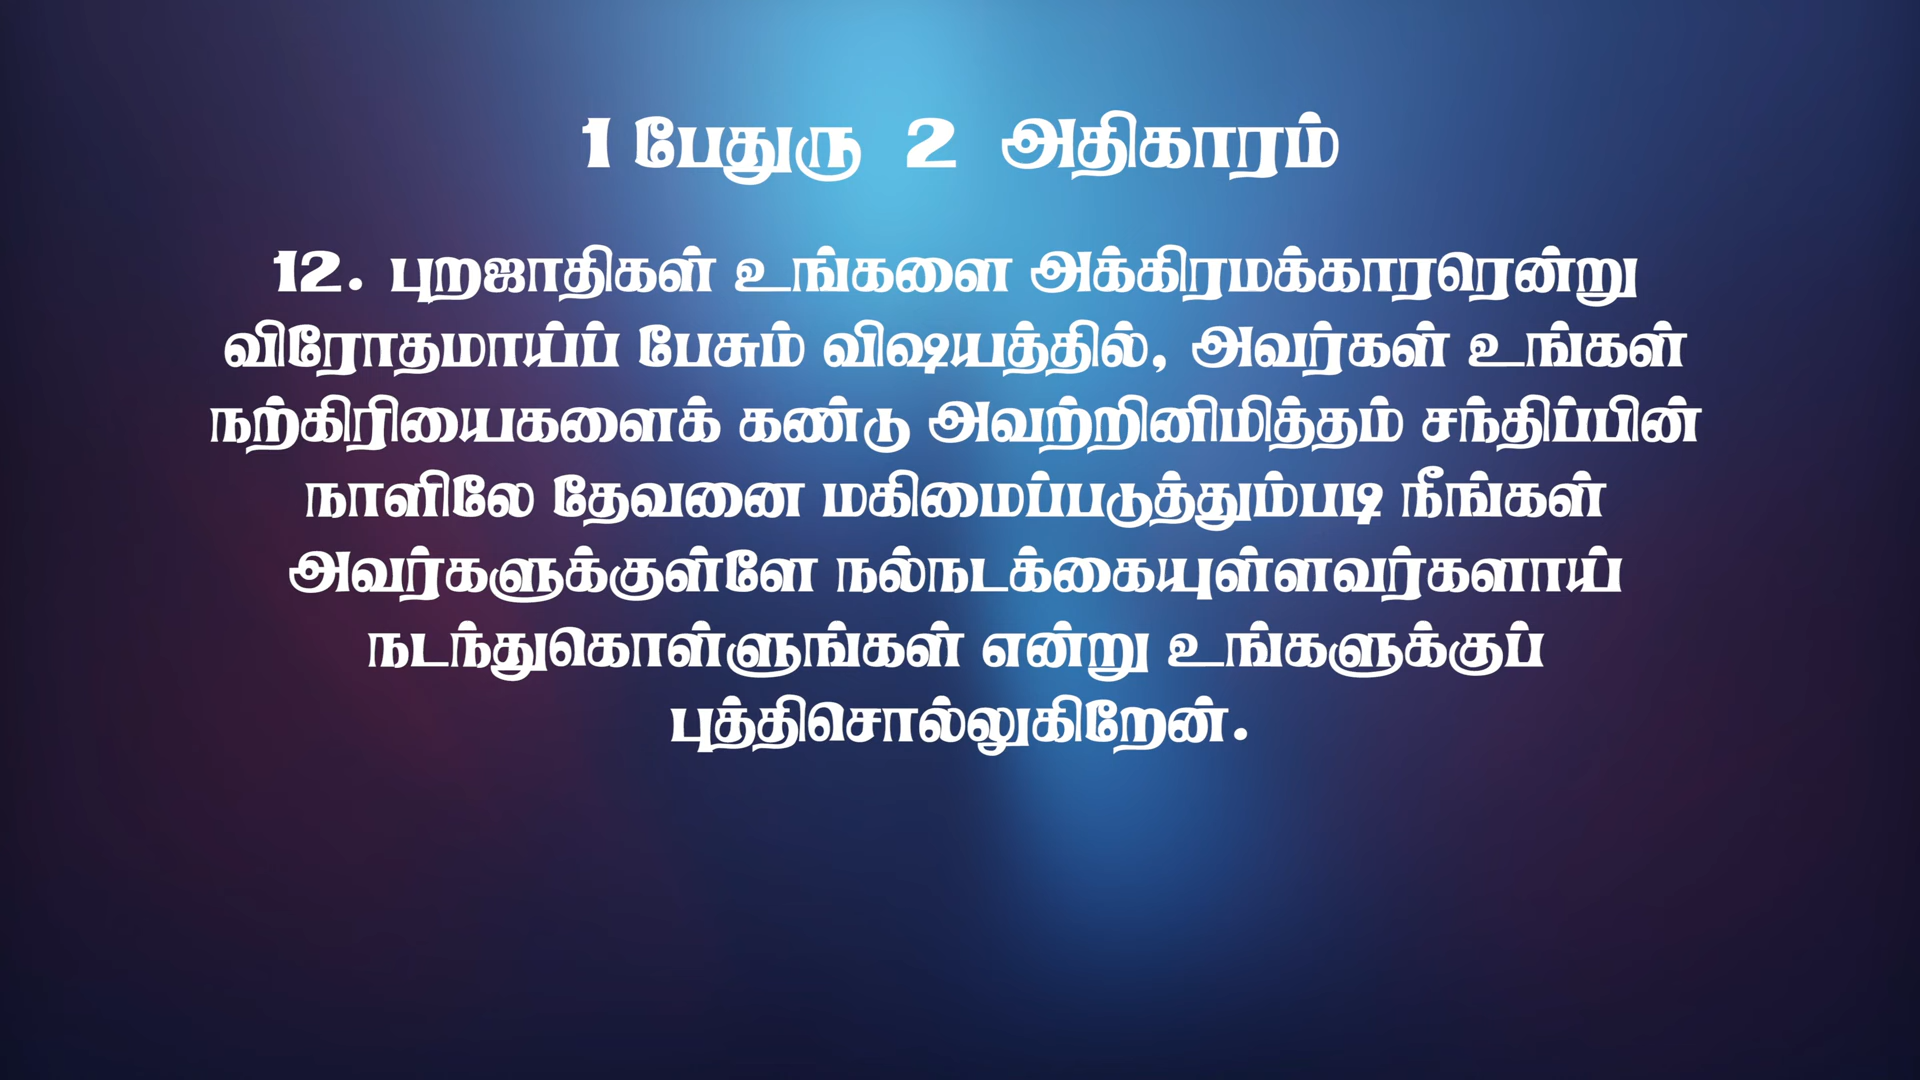 1 பேதுரு 2 அதிகாரம்
12. புறஜாதிகள் உங்களை அக்கிரமக்காரரென்று
விரோதமாய்ப் பேசும் விஷயத்தில், அவர்கள் உங்கள்
நற்கிரியைகளைக் கண்டு அவற்றினிமித்தம் சந்திப்பின்
நாளிலே தேவனை மகிமைப்படுத்தும்படி நீங்கள்
அவர்களுக்குள்ளே நல்நடக்கையுள்ளவர்களாய்
நடந்துகொள்ளுங்கள் என்று உங்களுக்குப்
புத்திசொல்லுகிறேன்.